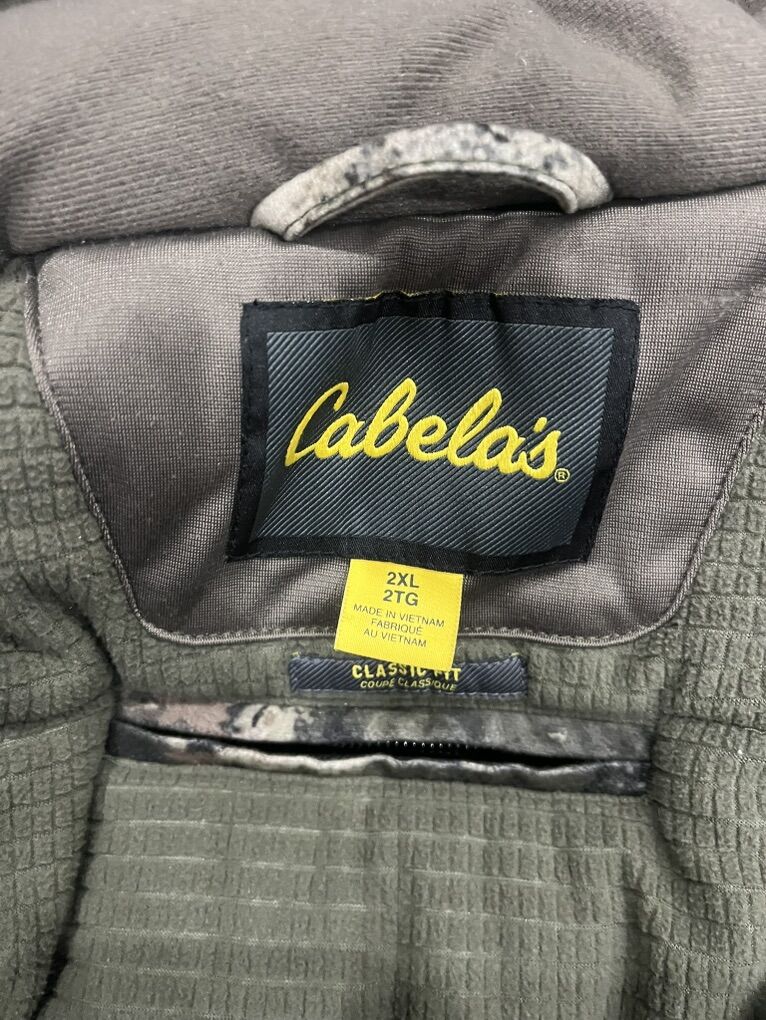 Cabela's®
2XL
2TG
MADE IN VIETNAM
FABRIQUÉ
AU VIETNAM
CLASSIC FIT
COUPE CLASSIQUE